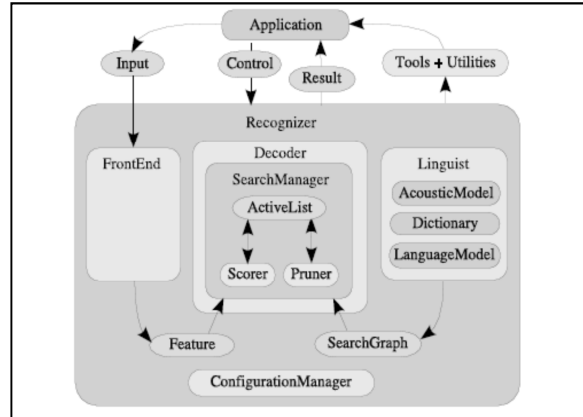 Application
Input
Control
Result
Tools + Utilities
Recognizer
FrontEnd
Decoder
Linguist
SearchManager
AcousticModel
ActiveList
Dictionary
LanguageModel
Scorer
Pruner
Feature
SearchGraph
ConfigurationManager